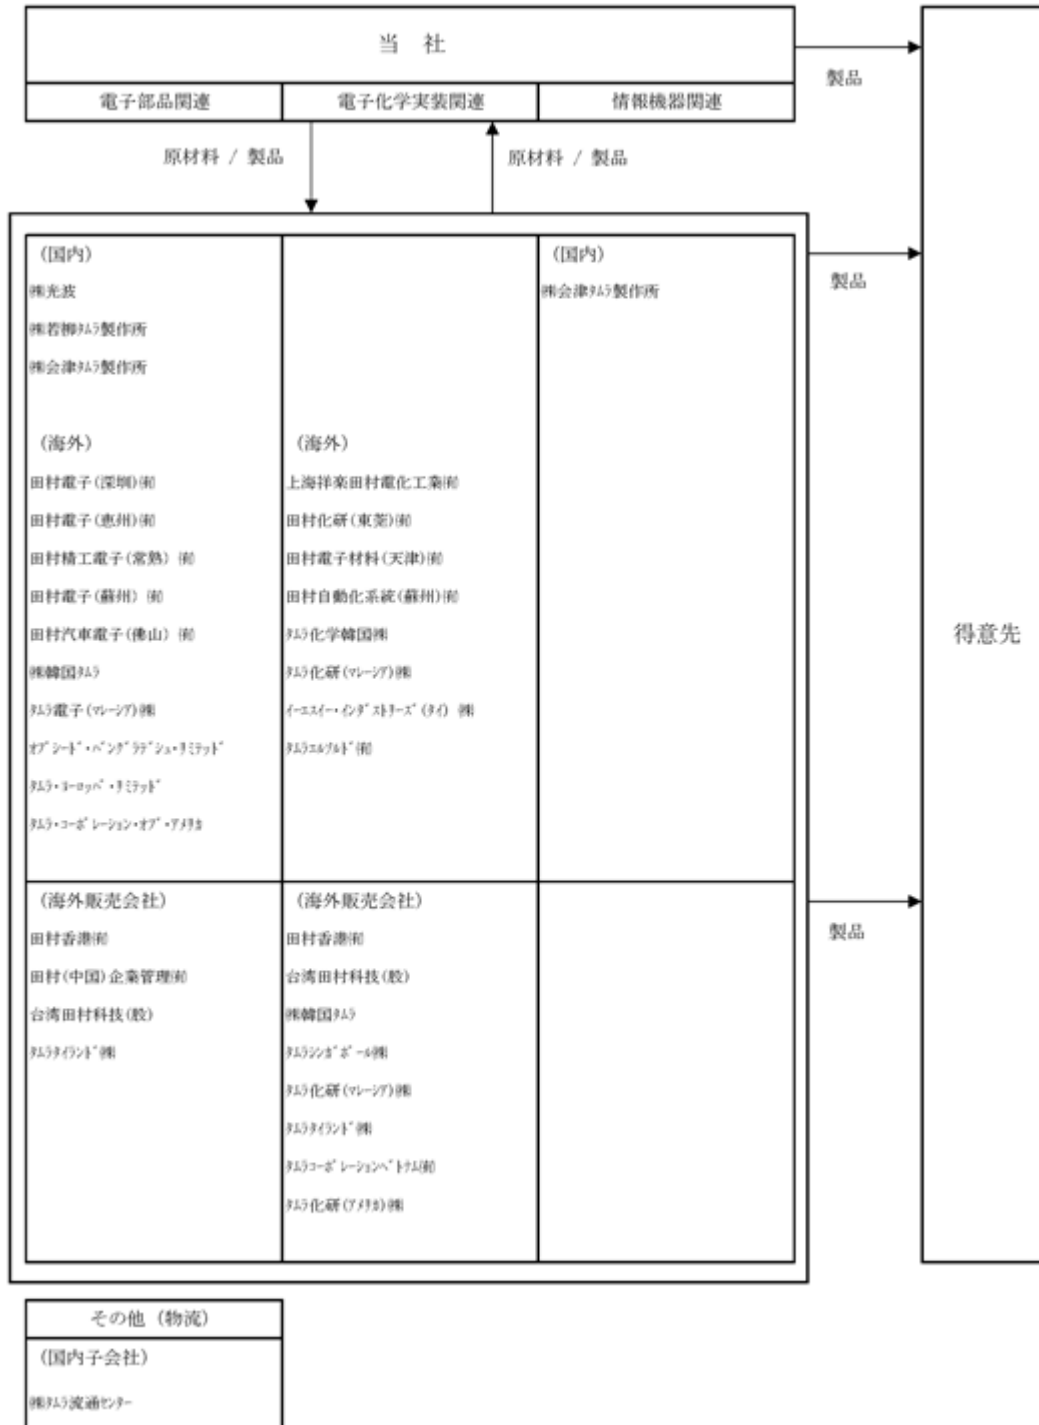 当　社
製品
電子部品関連
電子化学実装関連
情報機器関連
原材料 / 製品
原材料 / 製品
(国内)
㈱光波
㈱若柳ﾀﾑﾗ製作所
㈱会津ﾀﾑﾗ製作所
(海外)
田村電子(深圳)㈲
田村電子(恵州)㈲
田村精工電子(常熟) ㈲
田村電子(蘇州) ㈲
田村汽車電子(佛山) ㈲
㈱韓国ﾀﾑﾗ
ﾀﾑﾗ電子(ﾏﾚｰｼｱ)㈱
ｵﾌﾟｼｰﾄﾞ・ﾊﾞﾝｸﾞﾗﾃﾞｼｭ・ﾘﾐﾃｯﾄﾞ
ﾀﾑﾗ・ﾖｰﾛｯﾊﾟ・ﾘﾐﾃｯﾄﾞ
ﾀﾑﾗ・ｺｰﾎﾟﾚｰｼｮﾝ・ｵﾌﾞ・ｱﾒﾘｶ
(海外)
上海祥楽田村電化工業㈲
田村化研(東莞)㈲
田村電子材料(天津)㈲
田村自動化系統(蘇州)㈲
ﾀﾑﾗ化学韓国㈱
ﾀﾑﾗ化研(ﾏﾚｰｼｱ)㈱
ｲｰｴｽｲｰ・ｲﾝﾀﾞｽﾄﾘｰｽﾞ(ﾀｲ) ㈱
ﾀﾑﾗｴﾙｿﾙﾄﾞ㈲
(国内)
㈱会津ﾀﾑﾗ製作所
製品
得意先
(海外販売会社)
田村香港㈲
田村(中国)企業管理㈲
台湾田村科技(股)
ﾀﾑﾗﾀｲﾗﾝﾄﾞ㈱
(海外販売会社)
田村香港㈲
台湾田村科技(股)
㈱韓国ﾀﾑﾗ
ﾀﾑﾗｼﾝｶﾞﾎﾟｰﾙ㈱
ﾀﾑﾗ化研(ﾏﾚｰｼｱ)㈱
ﾀﾑﾗﾀｲﾗﾝﾄﾞ㈱
ﾀﾑﾗｺｰﾎﾟﾚｰｼｮﾝﾍﾞﾄﾅﾑ㈲
ﾀﾑﾗ化研(ｱﾒﾘｶ)㈱
製品
その他 (物流)
(国内子会社)
㈱ﾀﾑﾗ流通ｾﾝﾀｰ